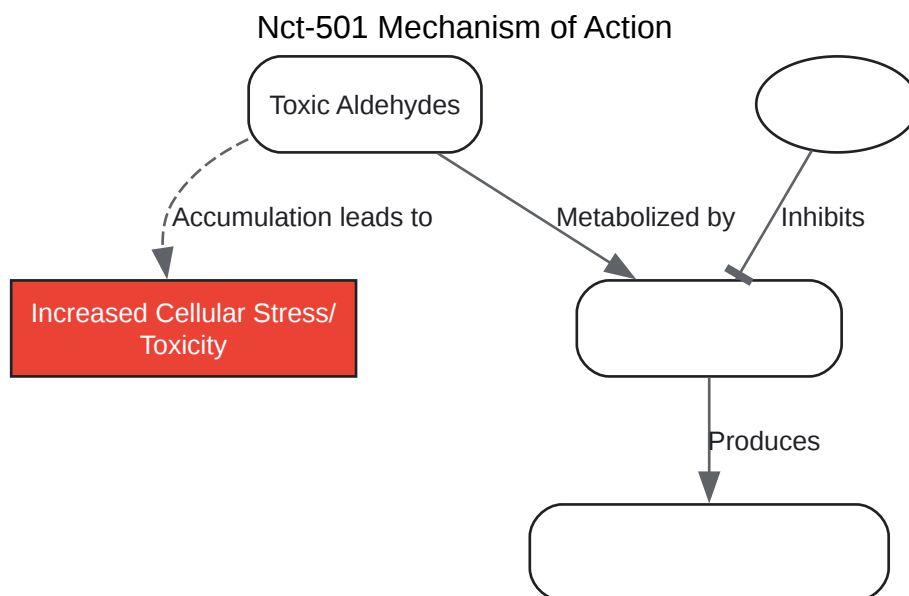 Nct-501 Mechanism of Action
Toxic Aldehydes
Accumulation leads to
Metabolized by
Inhibits
Increased Cellular Stress/
Toxicity
Produces